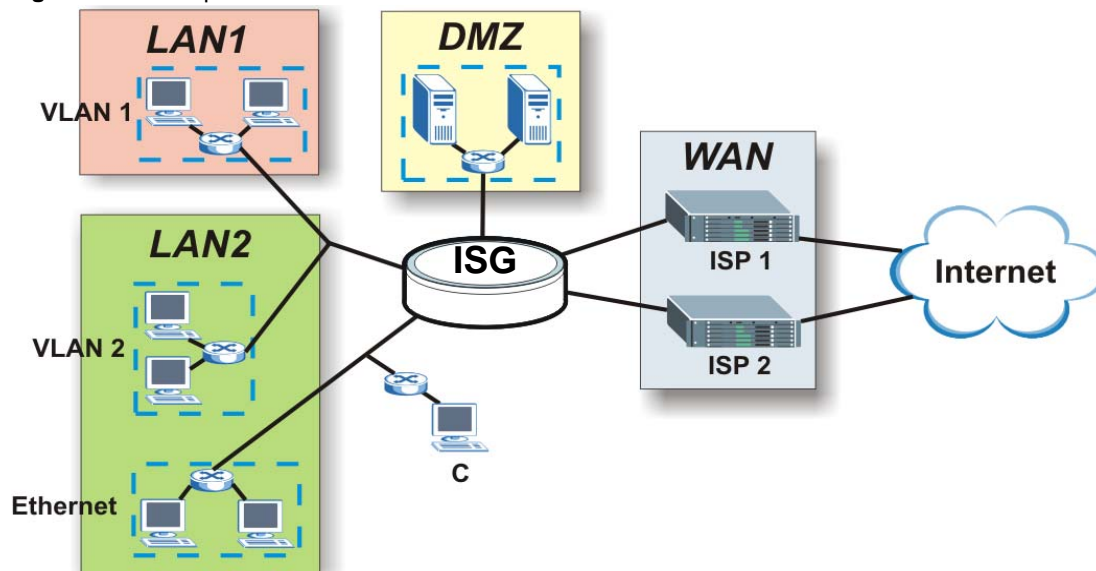 LAN1
DMZ
VLAN 1
WAN
LAN2
ISG
ISP 1
Internet
VLAN 2
ISP 2
C
Ethernet